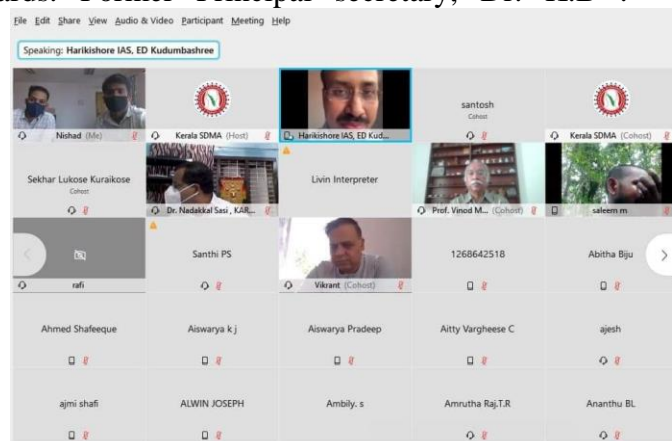 ards. Former Principal secretary, Dr. K.B .
File Edit Share View Audio & Video Participant Meeting Help
Speaking: Harikishore IAS, ED Kudumbashree
Nishad (Me)
Kerala SDMA (Host)
Harikishore IAS, ED Kud...
santosh
Cohost
Kerala SDMA (Cohost)
Sekhar Lukose Kuraikose
Cohost
Dr. Nadakkal Sasi , KAR...
Livin Interpreter
Prof. Vinod M... (Cohost)
saleem m
rafi
Santhi PS
Vikrant (Cohost)
1268642518
Abitha Biju
Ahmed Shafeeque
Aiswarya k j
Aiswarya Pradeep
Aitty Vargheese C
ajesh
ajmi shafi
ALWIN JOSEPH
Ambily. s
Amrutha Raj.T.R
Ananthu BL